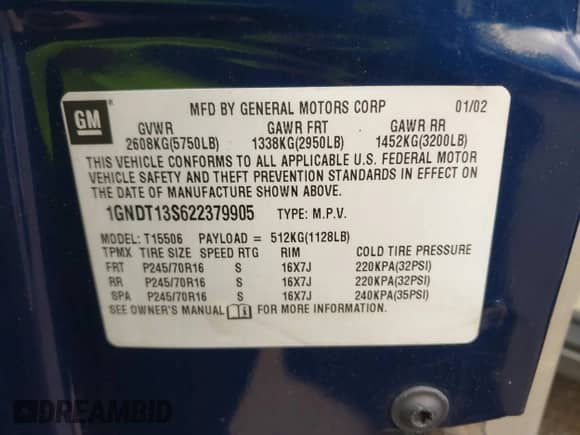 GM ®
MFD BY GENERAL MOTORS CORP 01/02
GVWR GAWR FRT GAWR RR
2608KG(5750LB) 1338KG(2950LB) 1452KG(3200LB)
THIS VEHICLE CONFORMS TO ALL APPLICABLE U.S. FEDERAL MOTOR
VEHICLE SAFETY AND THEFT PREVENTION STANDARDS IN EFFECT ON
THE DATE OF MANUFACTURE SHOWN ABOVE.
1GNDT13S622379905 TYPE: M.P.V.
MODEL: T15506 PAYLOAD = 512KG(1128LB)
TPMX TIRE SIZE SPEED RTG RIM COLD TIRE PRESSURE
FRT P245/70R16 S 16X7J 220KPA(32PSI)
RR P245/70R16 S 16X7J 220KPA(32PSI)
SPA P245/70R16 S 16X7J 240KPA(35PSI)
SEE OWNER'S MANUAL FOR MORE INFORMATION.
DREAMBID